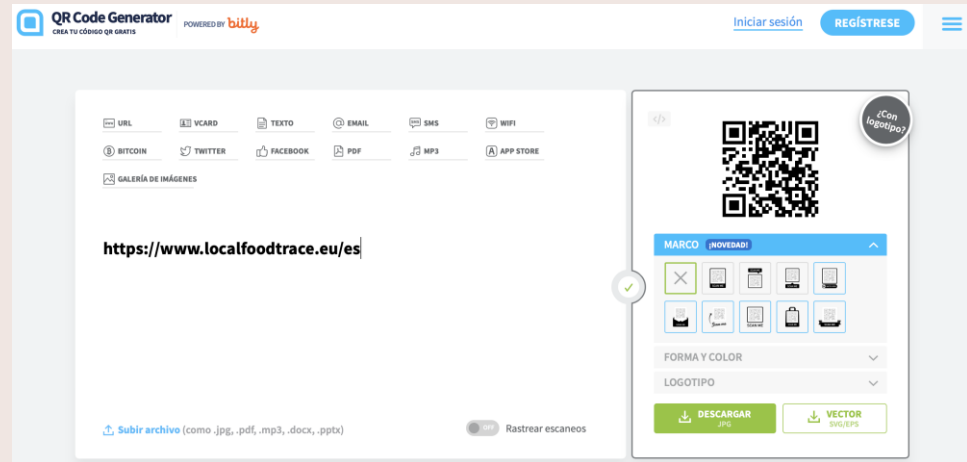 QR Code Generator
CREA TU CÓDIGO QR GRATIS
POWERED BY bitly
Iniciar sesión
REGÍSTRESE
URL VCARD TEXTO EMAIL SMS WIFI
BITCOIN TWITTER FACEBOOK PDF MP3 APP STORE
GALERÍA DE IMÁGENES
https://www.localfoodtrace.eu/es
Subir archivo (como .jpg, .pdf, .mp3, .docx, .pptx)
OFF Rastrear escaneos
¿Con
logotipo?
MARCO ¡NOVEDAD!
FORMA Y COLOR
LOGOTIPO
DESCARGAR
JPG
VECTOR
SVG/EPS